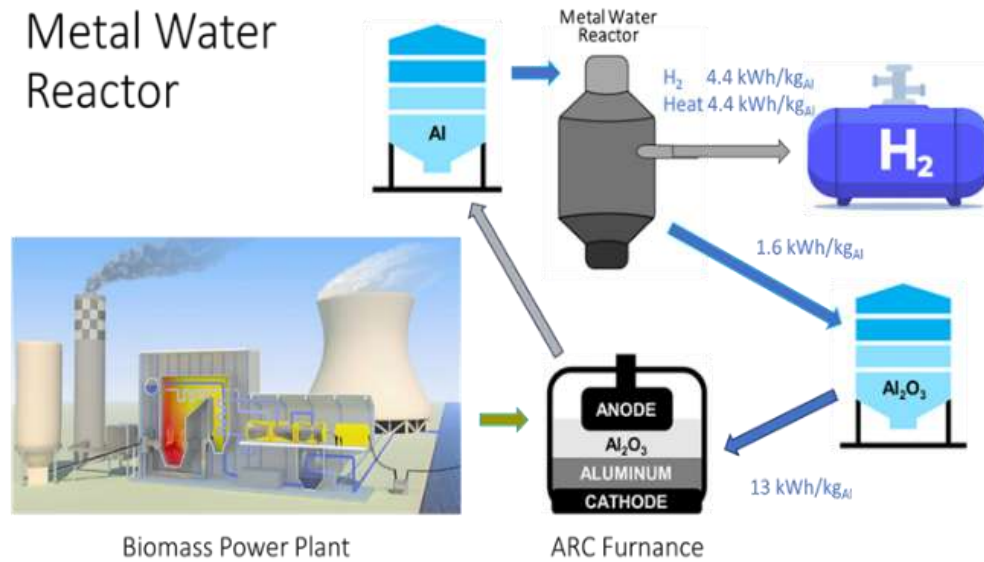 Metal Water
Reactor
Al
Metal Water
Reactor
H₂ 4.4 kWh/kgAl
Heat 4.4 kWh/kgAl
H₂
1.6 kWh/kgAl
Al₂O₃
13 kWh/kgAl
ANODE
Al₂O₃
ALUMINUM
CATHODE
Biomass Power Plant
ARC Furnance